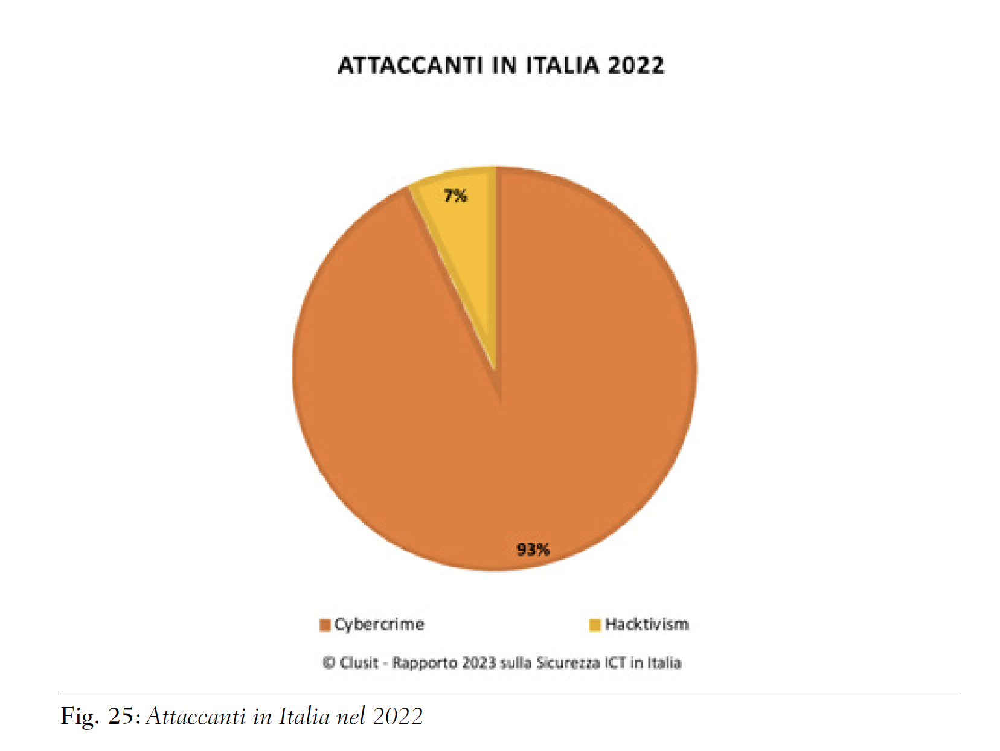 ATTACCANTI IN ITALIA 2022
7%
93%
Cybercrime Hacktivism
© Clusit - Rapporto 2023 sulla Sicurezza ICT in Italia
Fig. 25: Attaccanti in Italia nel 2022